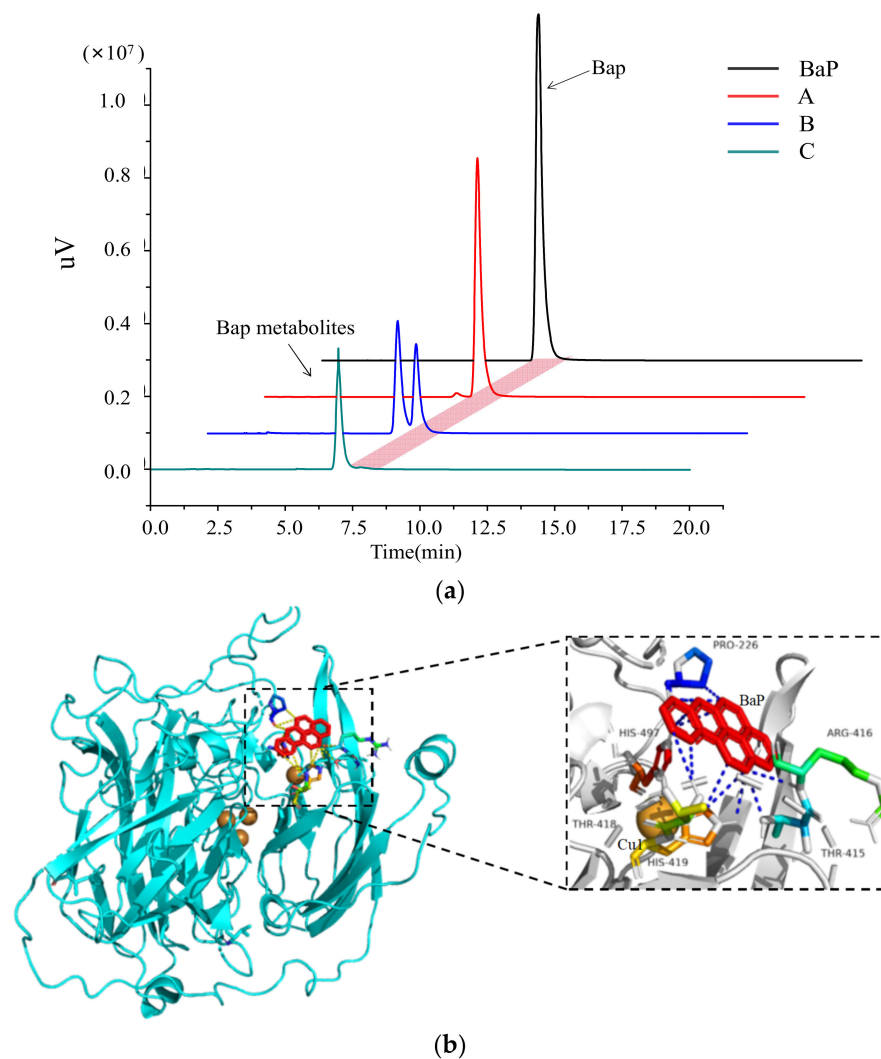 (×10⁷)
1.0
0.8
0.6
0.4
0.2
0.0
uV
Bap
Bap metabolites
BaP
A
B
C
0.0 2.5 5.0 7.5 10.0 12.5 15.0 17.5 20.0
Time(min)
(a)
PRO-226
BaP
HIS-497
ARG-416
THR-418
Cu1
HIS-419
THR-415
(b)